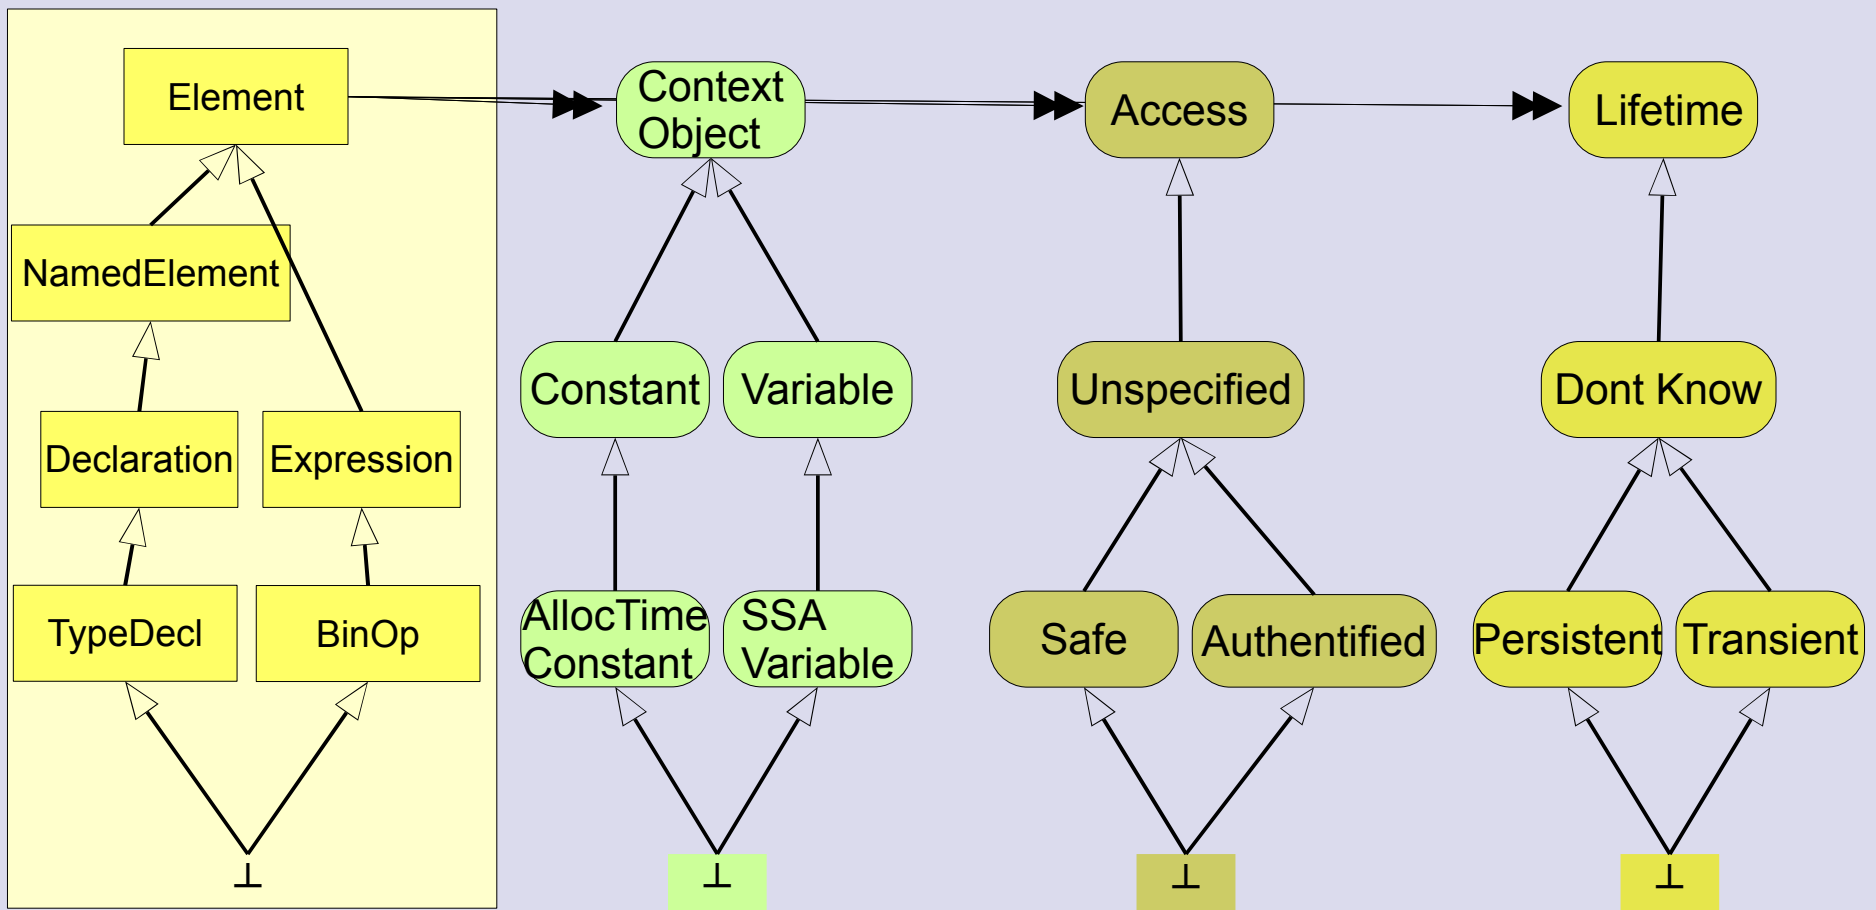 Element
Context
Object
Access
Lifetime
NamedElement
Constant
Variable
Unspecified
Dont Know
Declaration
Expression
TypeDecl
BinOp
AllocTime
Constant
SSA
Variable
Safe
Authentified
Persistent
Transient
⊥
⊥
⊥
⊥